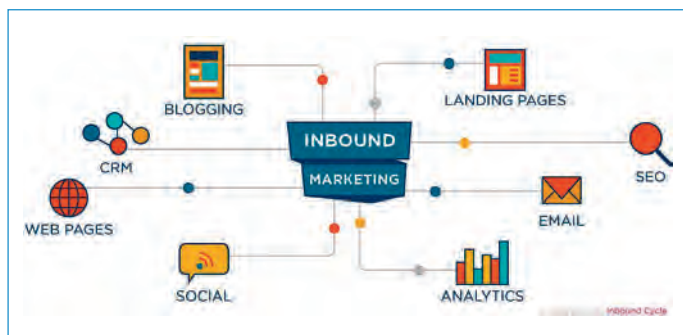 BLOGGING
LANDING PAGES
INBOUND
MARKETING
CRM
SEO
WEB PAGES
EMAIL
SOCIAL
ANALYTICS
Inbound Cycle